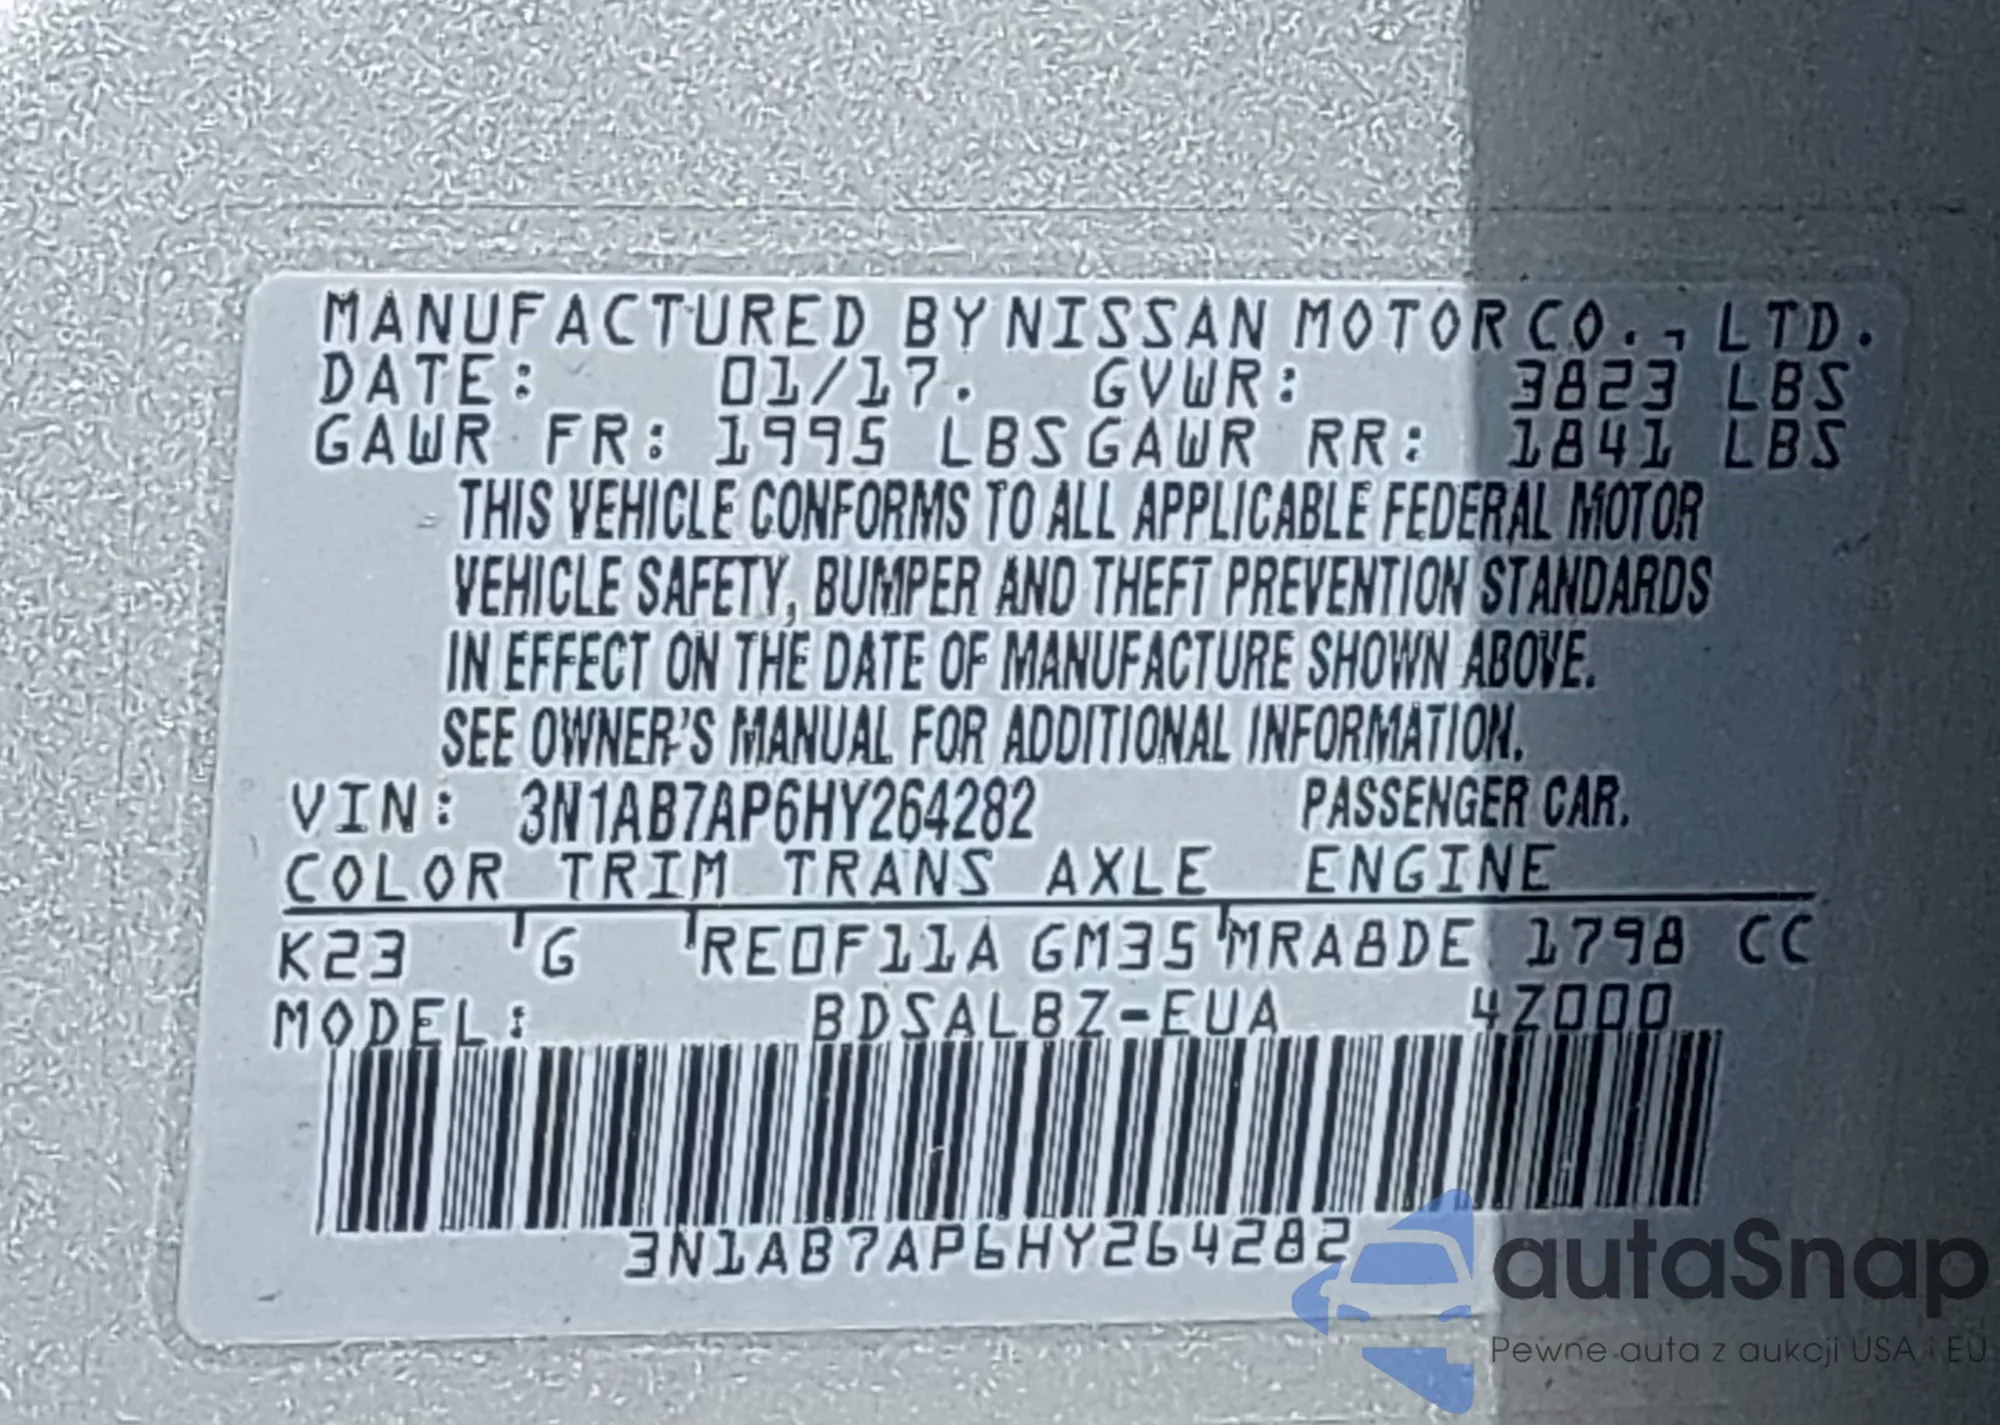 MANUFACTURED BY NISSAN MOTOR CO., LTD.
DATE: 01/17. GVWR: 3823 LBS
GAWR FR: 1995 LBS GAWR RR: 1841 LBS
THIS VEHICLE CONFORMS TO ALL APPLICABLE FEDERAL MOTOR
VEHICLE SAFETY, BUMPER AND THEFT PREVENTION STANDARDS
IN EFFECT ON THE DATE OF MANUFACTURE SHOWN ABOVE.
SEE OWNER'S MANUAL FOR ADDITIONAL INFORMATION.
VIN: 3N1AB7AP6HY264282 PASSENGER CAR.
COLOR TRIM TRANS AXLE ENGINE
K23 G RE0F11A GM35 MRA8DE 1798 CC
MODEL: BDSALBZ-EUA 4Z000
3N1AB7AP6HY264282
autaSnap
Pewne auta z aukcji USA i EU